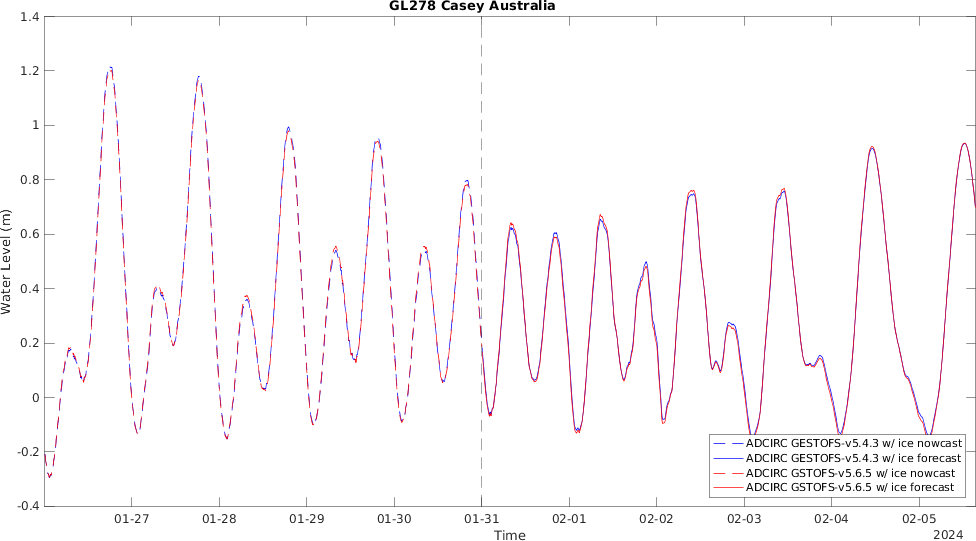 GL278 Casey Australia
1.4
1.2
1
0.8
0.6
0.4
0.2
0
-0.2
-0.4
Water Level (m)
ADCIRC GESTOFS-v5.4.3 w/ ice nowcast
ADCIRC GESTOFS-v5.4.3 w/ ice forecast
ADCIRC GSTOFS-v5.6.5 w/ ice nowcast
ADCIRC GSTOFS-v5.6.5 w/ ice forecast
01-27 01-28 01-29 01-30 01-31 02-01 02-02 02-03 02-04 02-05
Time
2024